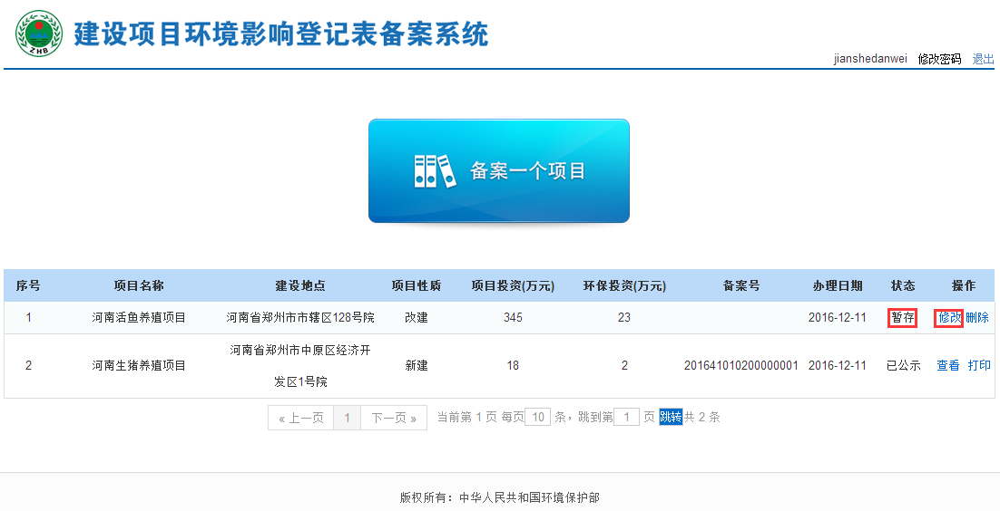 建设项目环境影响登记表备案系统
ZHB
jianshedanwei 修改密码 退出
备案一个项目
序号 项目名称 建设地点 项目性质 项目投资(万元) 环保投资(万元) 备案号 办理日期 状态 操作
1 河南活鱼养殖项目 河南省郑州市市辖区128号院 改建 345 23 2016-12-11 暂存 修改 删除
2 河南生猪养殖项目 河南省郑州市中原区经济开
发区1号院 新建 18 2 201641010200000001 2016-12-11 已公示 查看 打印
« 上一页 1 下一页 » 当前第 1 页 每页 10 条，跳到第 1 页 跳转 共 2 条
版权所有：中华人民共和国环境保护部